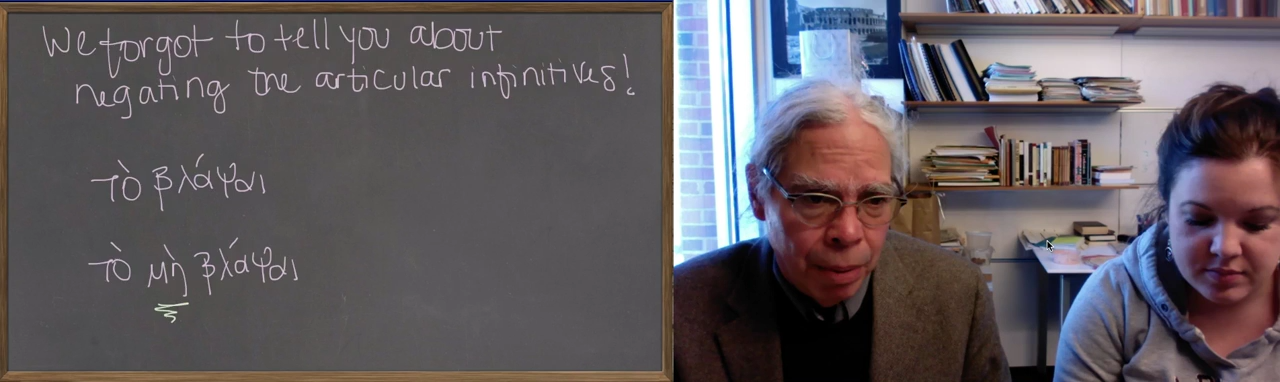 We forgot to tell you about
negating the articular infinitives!
τὸ βλάψαι
τὸ μὴ βλάψαι